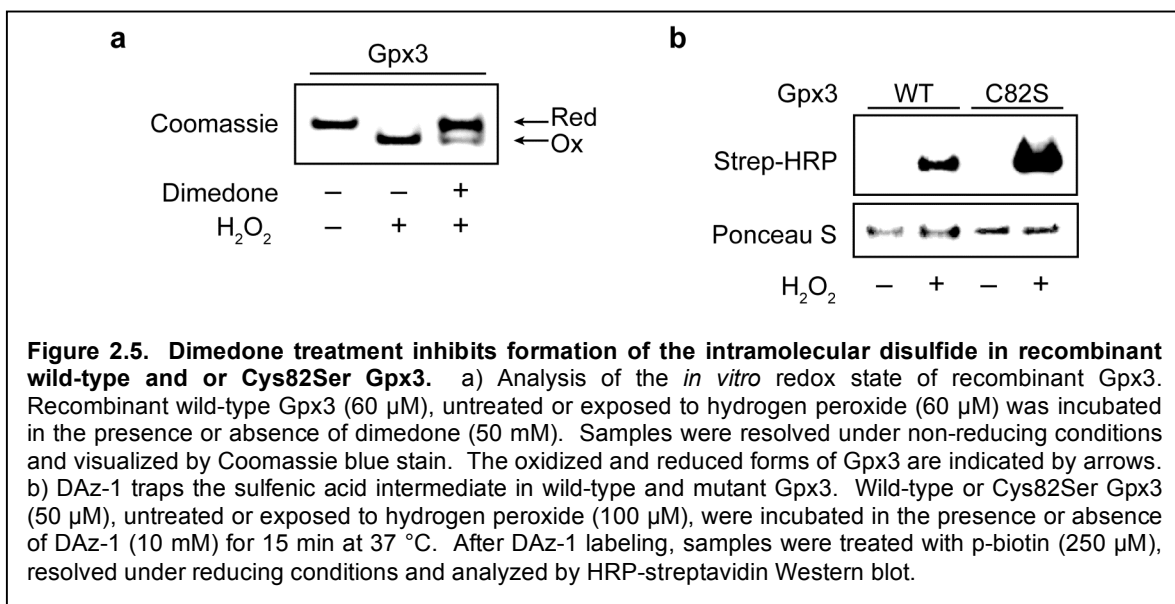 a
Gpx3
Coomassie
Red
Ox
Dimedone – – +
H2O2 – + +
b
Gpx3 WT C82S
Strep-HRP
Ponceau S
H2O2 – + – +
Figure 2.5. Dimedone treatment inhibits formation of the intramolecular disulfide in recombinant
wild-type and or Cys82Ser Gpx3. a) Analysis of the in vitro redox state of recombinant Gpx3.
Recombinant wild-type Gpx3 (60 µM), untreated or exposed to hydrogen peroxide (60 µM) was incubated
in the presence or absence of dimedone (50 mM). Samples were resolved under non-reducing conditions
and visualized by Coomassie blue stain. The oxidized and reduced forms of Gpx3 are indicated by arrows.
b) DAz-1 traps the sulfenic acid intermediate in wild-type and mutant Gpx3. Wild-type or Cys82Ser Gpx3
(50 µM), untreated or exposed to hydrogen peroxide (100 µM), were incubated in the presence or absence
of DAz-1 (10 mM) for 15 min at 37 °C. After DAz-1 labeling, samples were treated with p-biotin (250 µM),
resolved under reducing conditions and analyzed by HRP-streptavidin Western blot.